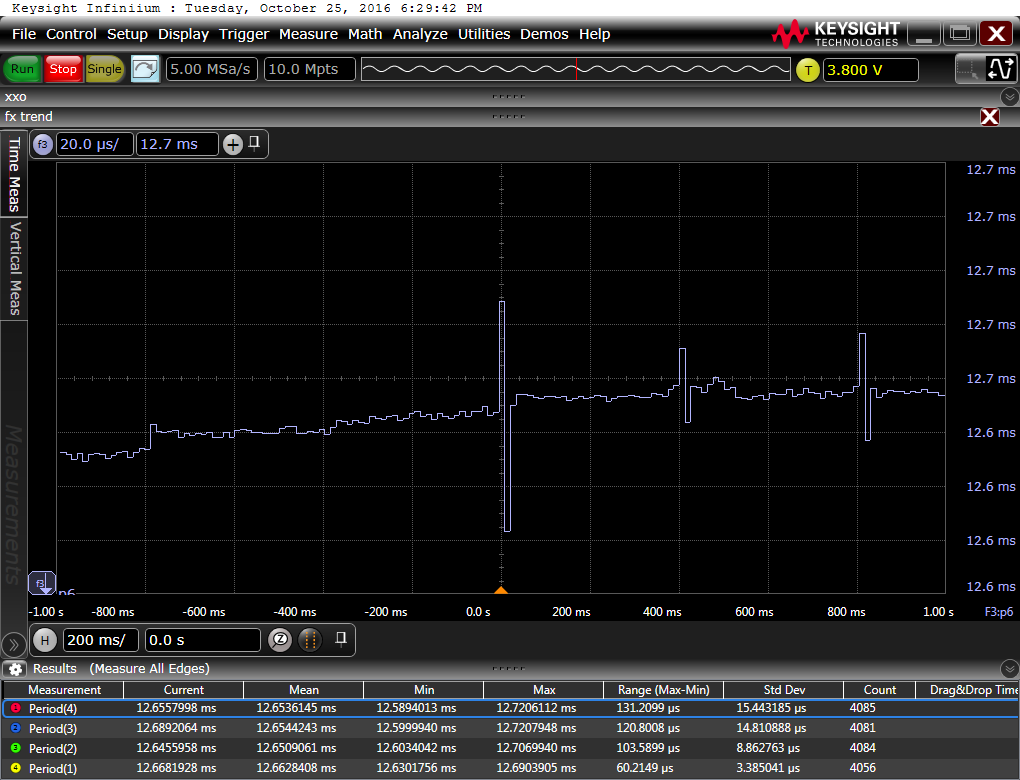 Keysight Infiniium : Tuesday, October 25, 2016 6:29:42 PM
File Control Setup Display Trigger Measure Math Analyze Utilities Demos Help
KEYSIGHT TECHNOLOGIES
Run Stop Single 5.00 MSa/s 10.0 Mpts T 3.800 V
xxo
fx trend
f3 20.0 µs/ 12.7 ms +
Time Meas
Vertical Meas
Measurements
12.7 ms
12.7 ms
12.7 ms
12.7 ms
12.7 ms
12.6 ms
12.6 ms
12.6 ms
12.6 ms
f3 p6
-1.00 s -800 ms -600 ms -400 ms -200 ms 0.0 s 200 ms 400 ms 600 ms 800 ms 1.00 s F3:p6
H 200 ms/ 0.0 s
Results (Measure All Edges)
Measurement Current Mean Min Max Range (Max-Min) Std Dev Count Drag&Drop Time
1 Period(4) 12.6557998 ms 12.6536145 ms 12.5894013 ms 12.7206112 ms 131.2099 µs 15.443185 µs 4085
2 Period(3) 12.6892064 ms 12.6544243 ms 12.5999940 ms 12.7207948 ms 120.8008 µs 14.810888 µs 4081
3 Period(2) 12.6455958 ms 12.6509061 ms 12.6034042 ms 12.7069940 ms 103.5899 µs 8.862763 µs 4084
4 Period(1) 12.6681928 ms 12.6628408 ms 12.6301756 ms 12.6903905 ms 60.2149 µs 3.385041 µs 4056